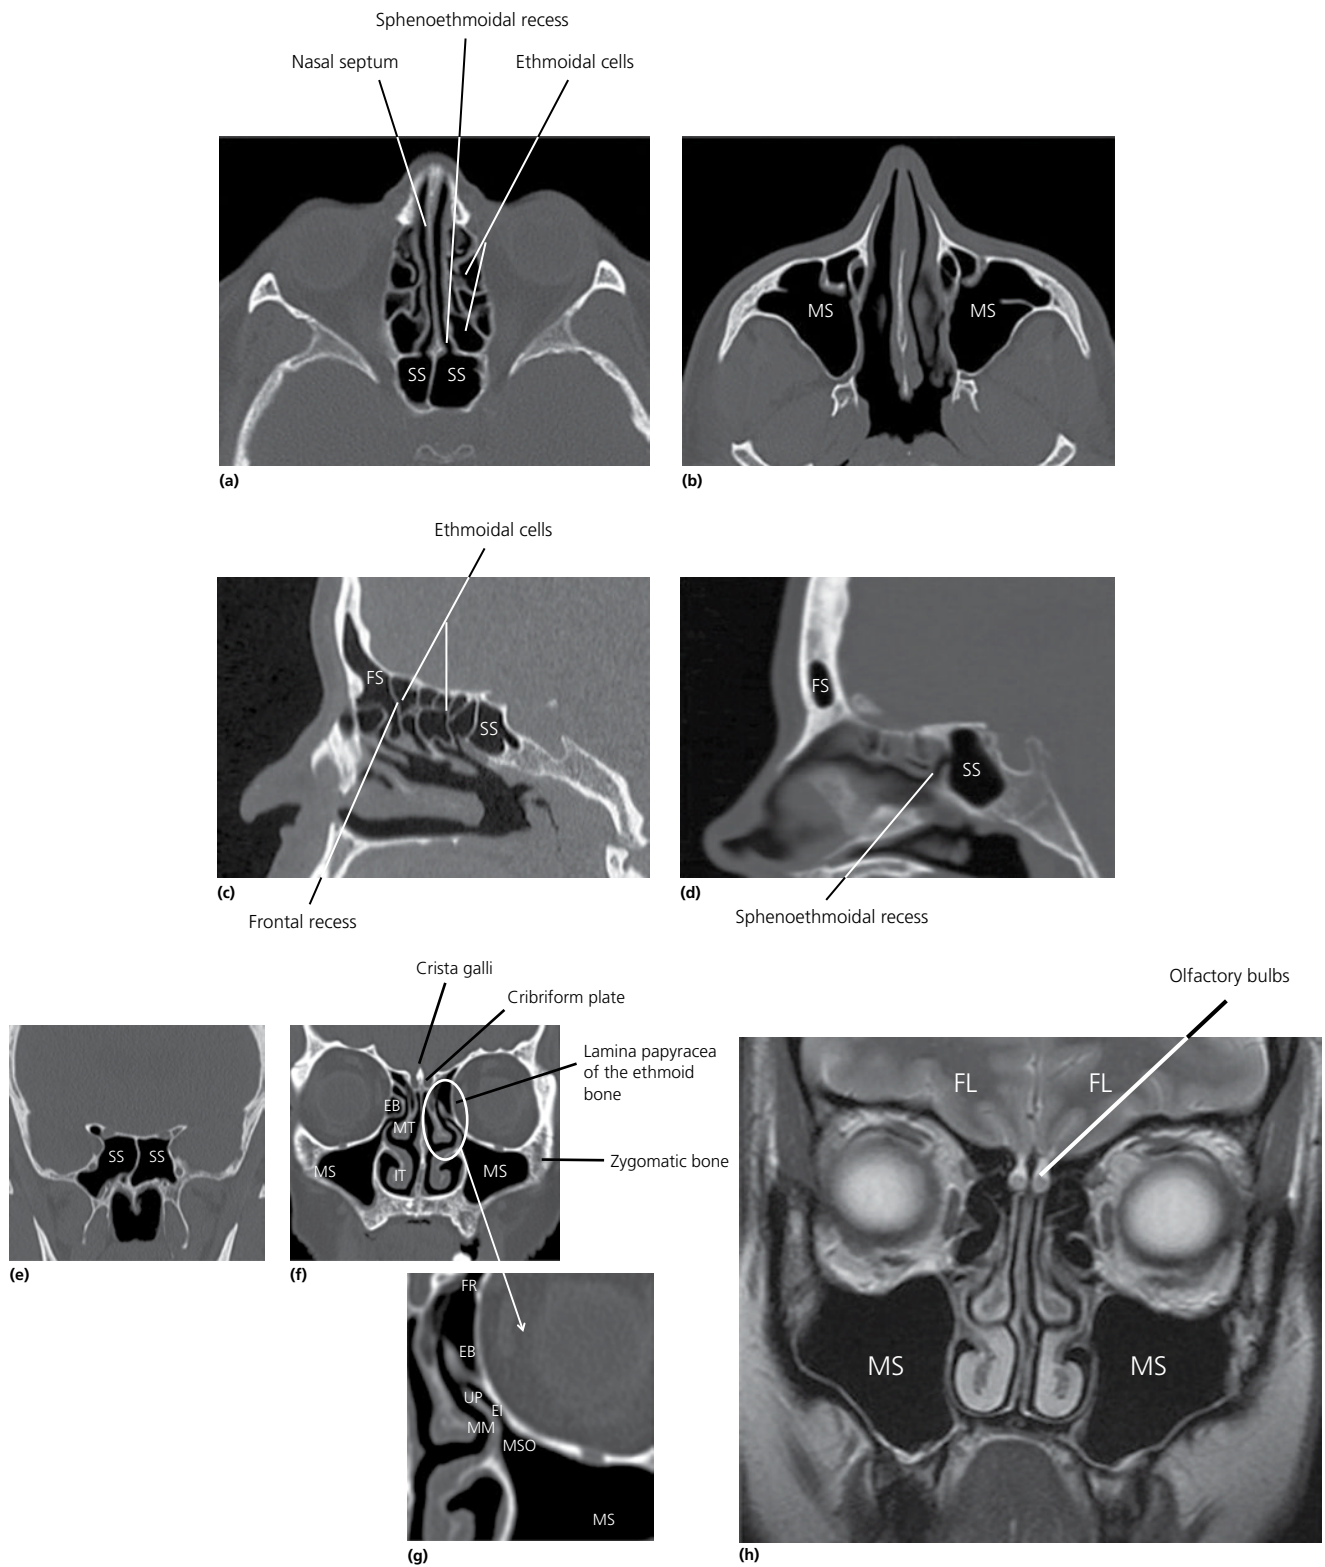 Sphenoethmoidal recess
Nasal septum
Ethmoidal cells
SS
SS
(a)
MS
MS
(b)
Ethmoidal cells
FS
SS
(c)
Frontal recess
FS
SS
(d)
Sphenoethmoidal recess
SS
SS
(e)
Crista galli
Cribriform plate
Lamina papyracea
of the ethmoid
bone
Zygomatic bone
EB
MT
MS
IT
MS
(f)
FR
EB
UP
EI
MM
MSO
MS
(g)
Olfactory bulbs
FL
FL
MS
MS
(h)